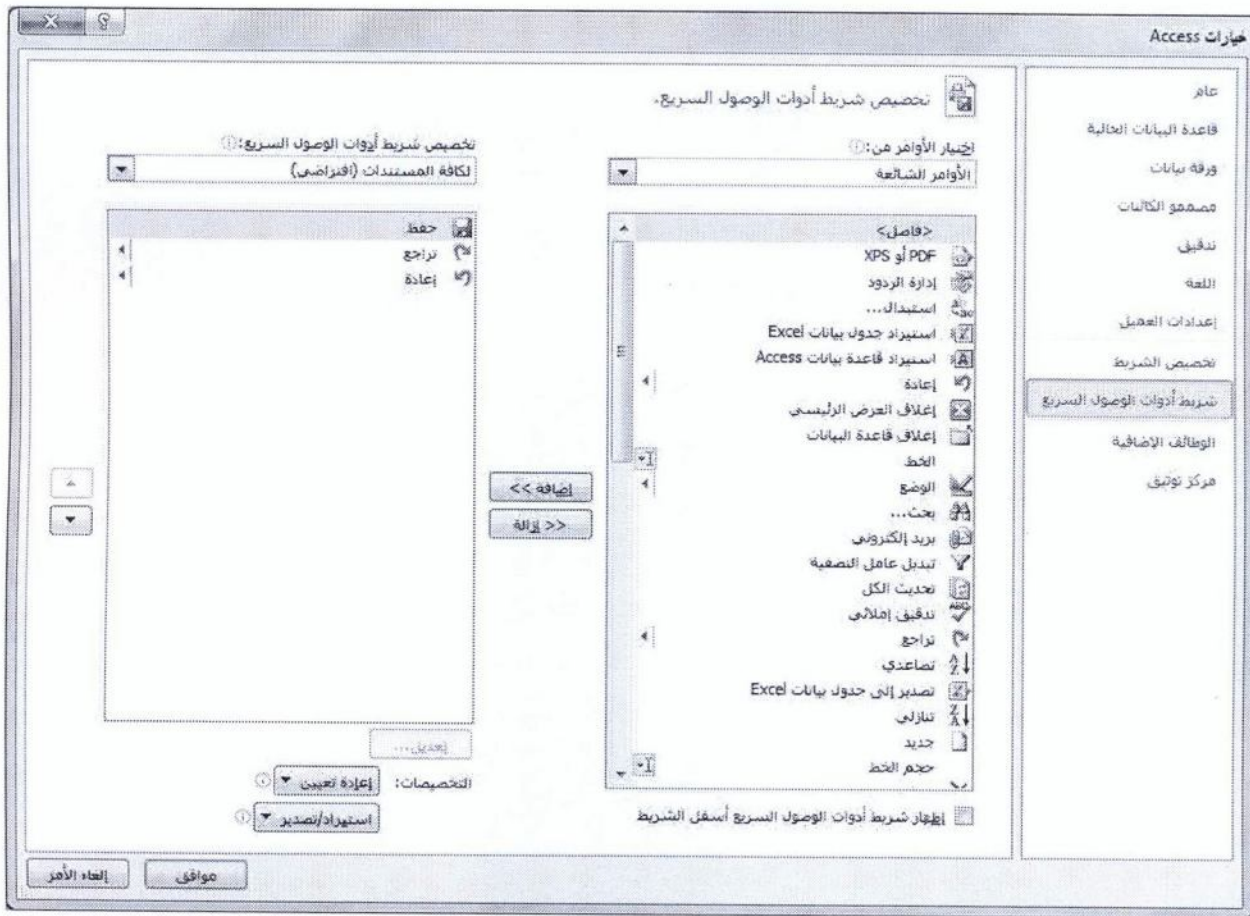 خيارات Access
عام
قاعدة البيانات الحالية
ورقة بيانات
مصممو الكائنات
تدقيق
اللغة
إعدادات العميل
تخصيص الشريط
شريط أدوات الوصول السريع
الوظائف الإضافية
مركز توثيق
تخصيص شريط أدوات الوصول السريع.
اختيار الأوامر من:
الأوامر الشائعة
<فاصل>
PDF أو XPS
إدارة الردود
استبدال...
استيراد جدول بيانات Excel
استيراد قاعدة بيانات Access
إعادة
إغلاق العرض الرئيسي
إغلاق قاعدة البيانات
الخط
الوضع
بحث...
بريد إلكتروني
تبديل عامل التصفية
تحديث الكل
تدقيق إملائي
تراجع
تصاعدي
تصدير إلى جدول بيانات Excel
تنازلي
جديد
حجم الخط
إظهار شريط أدوات الوصول السريع أسفل الشريط
إضافة >>
<< إزالة
تخصيص شريط أدوات الوصول السريع:
لكافة المستندات (افتراضي)
حفظ
تراجع
إعادة
تعديل...
التخصيصات: إعادة تعيين
استيراد/تصدير
موافق
إلغاء الأمر